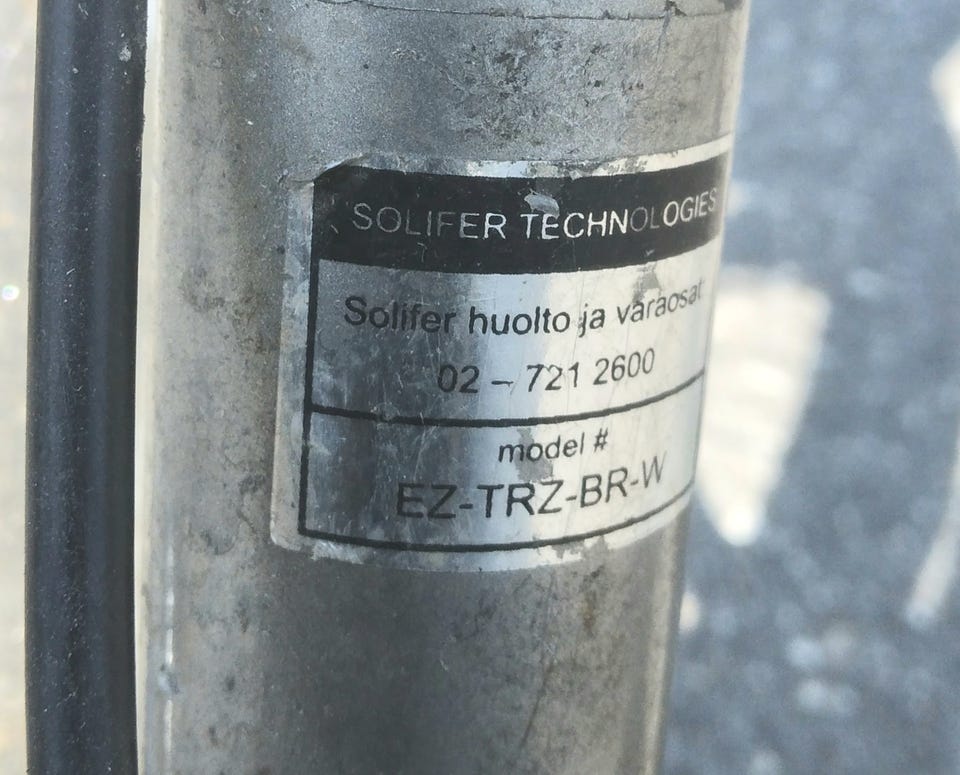 SOLIFER TECHNOLOGIES
Solifer huolto ja varaosat
02 – 721 2600
model #
EZ-TRZ-BR-W